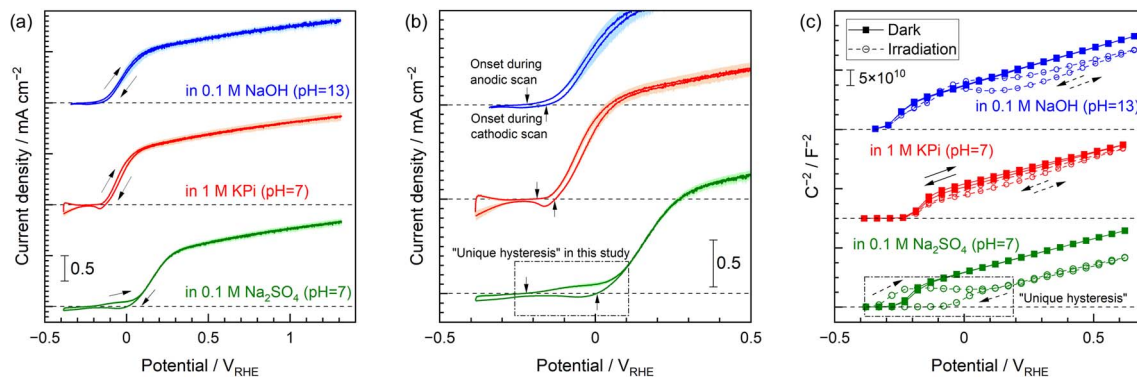 (a)
Current density / mA cm⁻²
in 0.1 M NaOH (pH=13)
in 1 M KPi (pH=7)
0.5
in 0.1 M Na₂SO₄ (pH=7)
−0.5 0 0.5 1
Potential / V_RHE
(b)
Current density / mA cm⁻²
Onset during
anodic scan
Onset during
cathodic scan
"Unique hysteresis" in this study
0.5
−0.5 0 0.5
Potential / V_RHE
(c)
C⁻² / F⁻²
Dark
Irradiation
5×10¹⁰
in 0.1 M NaOH (pH=13)
in 1 M KPi (pH=7)
in 0.1 M Na₂SO₄ (pH=7)
"Unique hysteresis"
−0.5 0 0.5
Potential / V_RHE